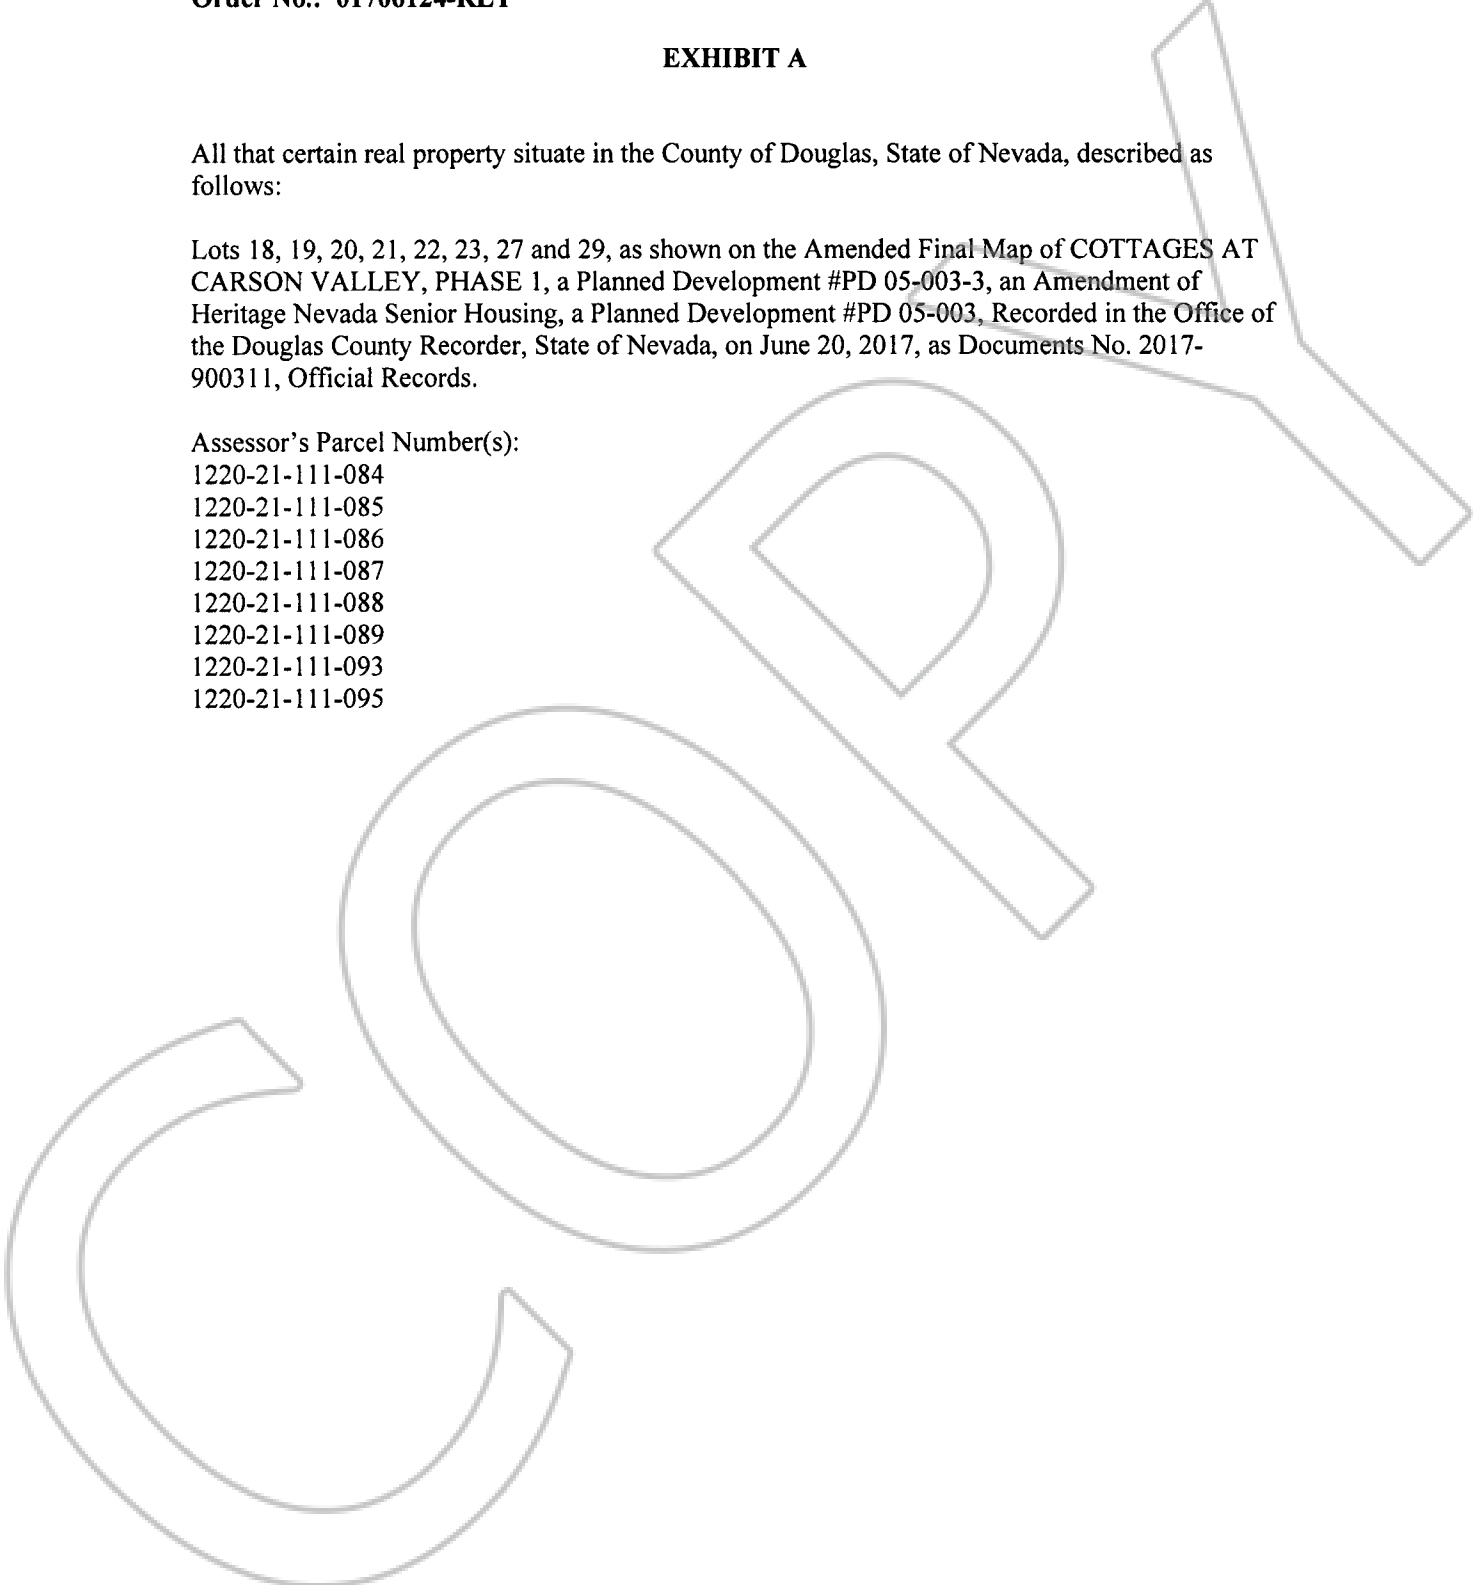 Order No.: 01706124-RLT
EXHIBIT A
All that certain real property situate in the County of Douglas, State of Nevada, described as
follows:
Lots 18, 19, 20, 21, 22, 23, 27 and 29, as shown on the Amended Final Map of COTTAGES AT
CARSON VALLEY, PHASE 1, a Planned Development #PD 05-003-3, an Amendment of
Heritage Nevada Senior Housing, a Planned Development #PD 05-003, Recorded in the Office of
the Douglas County Recorder, State of Nevada, on June 20, 2017, as Documents No. 2017-
900311, Official Records.
Assessor's Parcel Number(s):
1220-21-111-084
1220-21-111-085
1220-21-111-086
1220-21-111-087
1220-21-111-088
1220-21-111-089
1220-21-111-093
1220-21-111-095
COPY